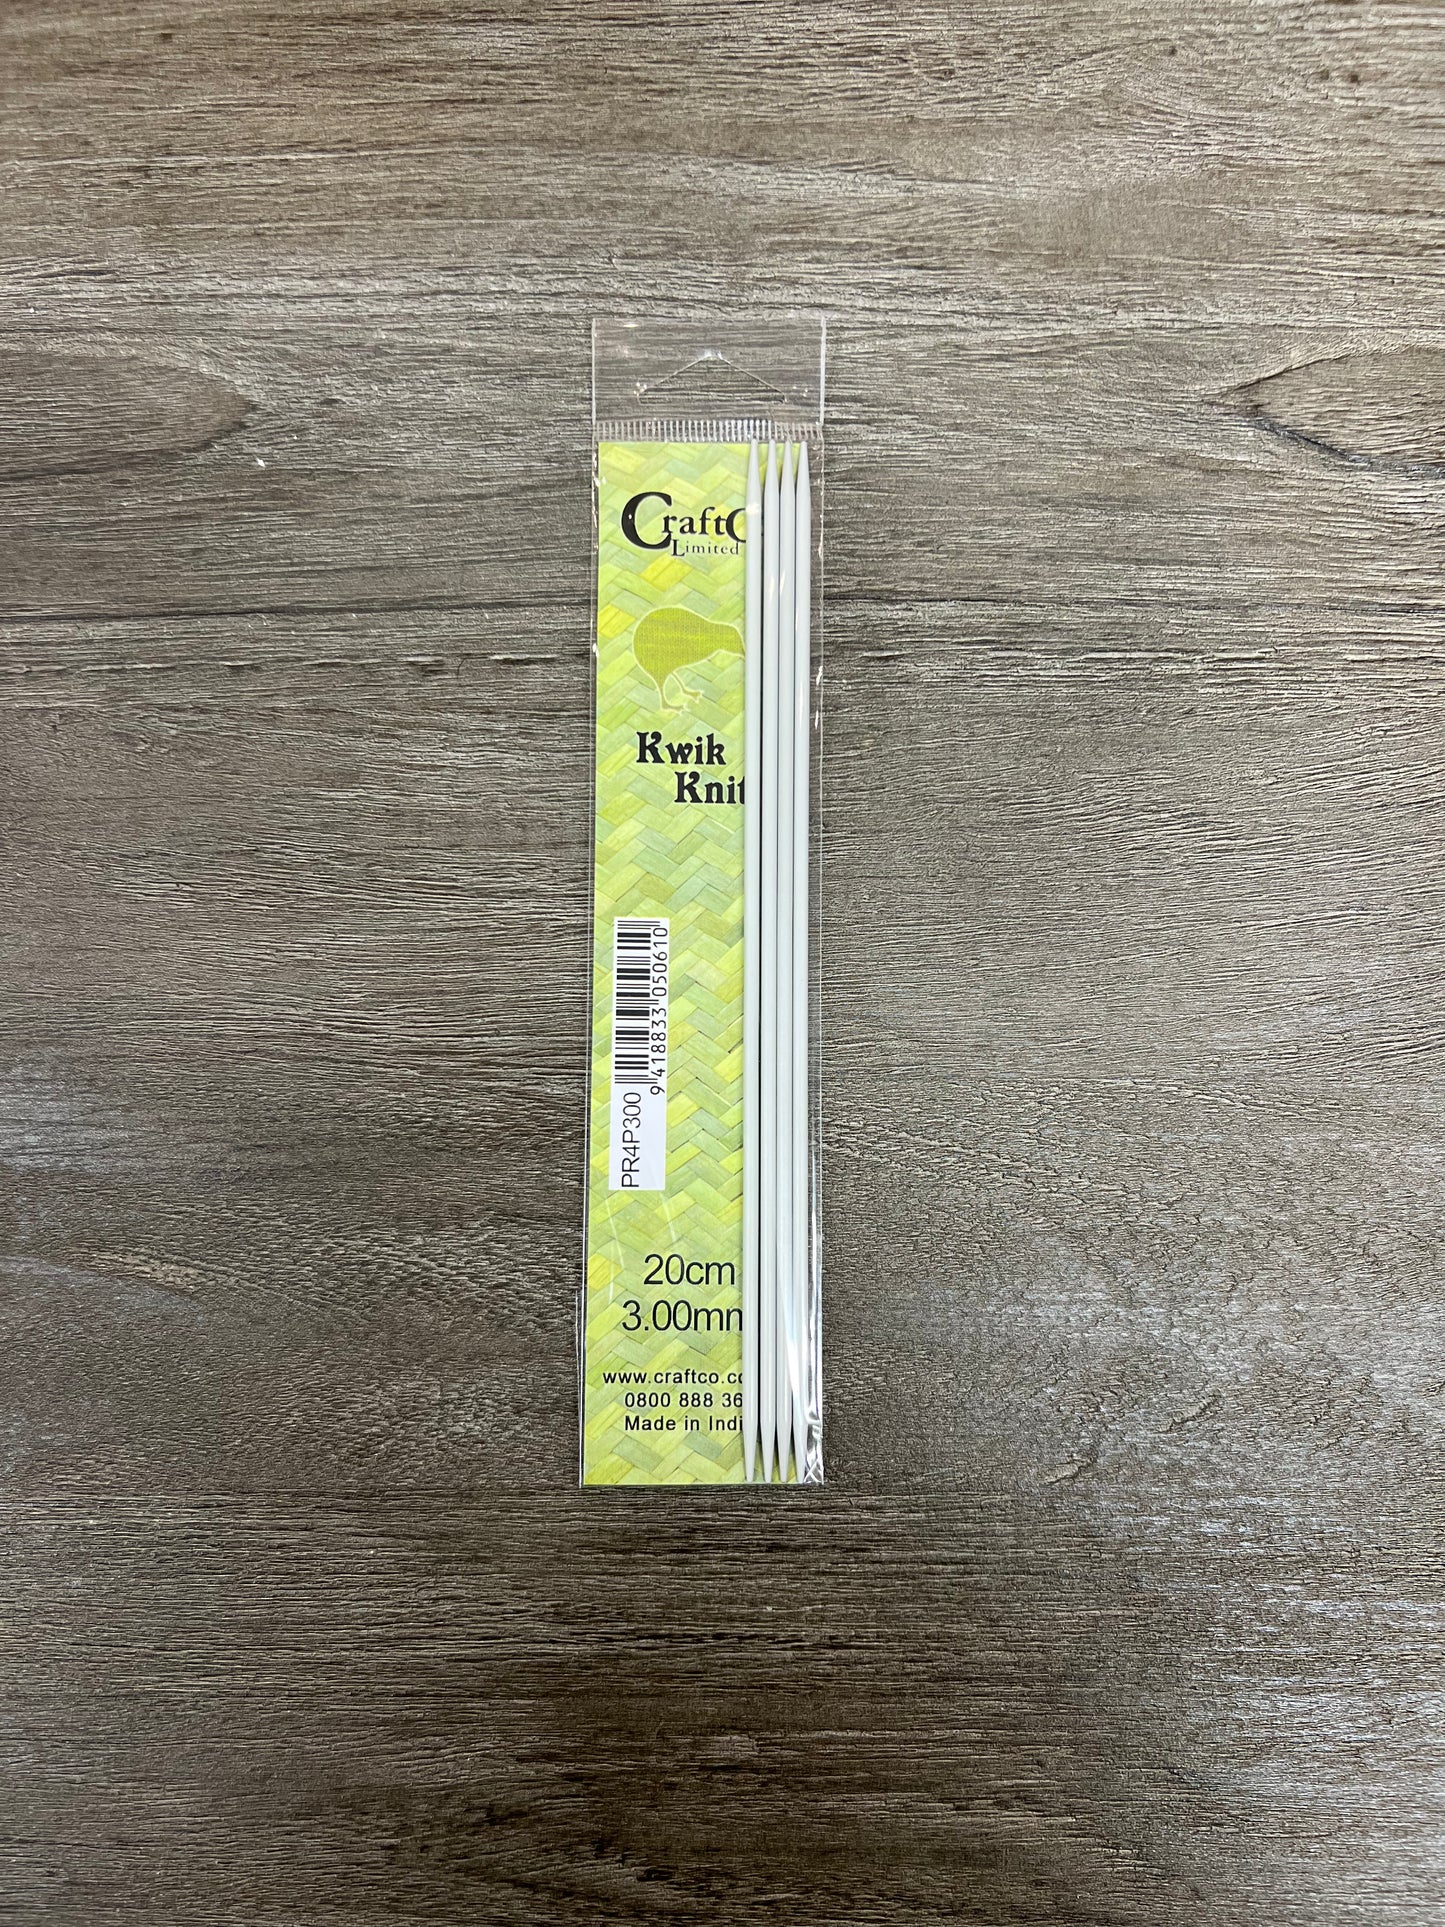 CraftC
Limited
Kwik
Knit
9 418833 050610
PR4P300
20cm
3.00mm
www.craftco.co
0800 888 36
Made in Indi